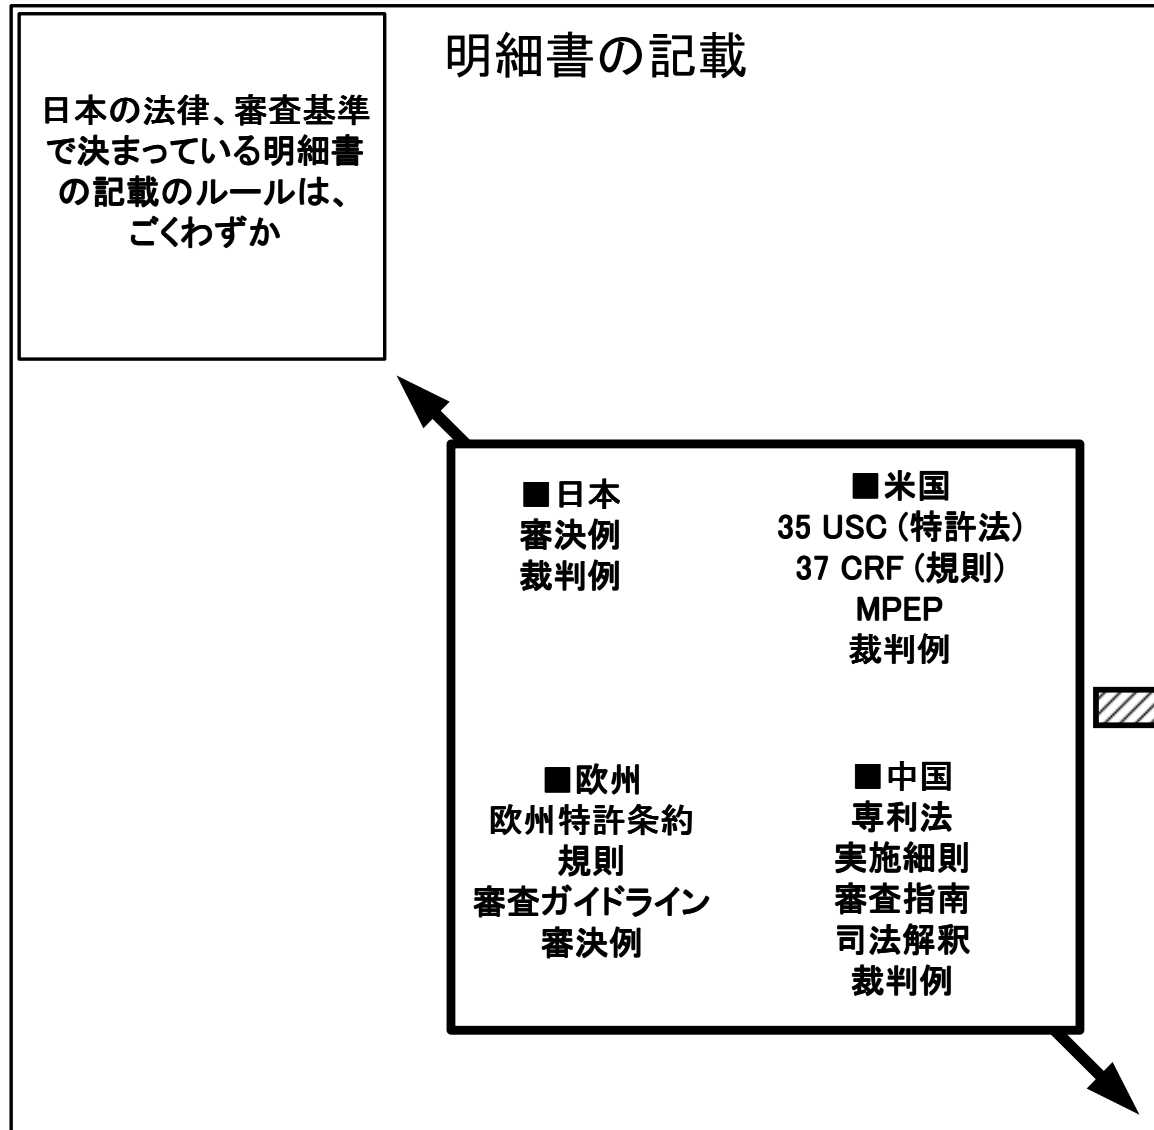 明細書の記載
日本の法律、審査基準
で決まっている明細書
の記載のルールは、
ごくわずか
■日本
審決例
裁判例
■米国
35 USC (特許法)
37 CRF (規則)
MPEP
裁判例
■欧州
欧州特許条約
規則
審査ガイドライン
審決例
■中国
専利法
実施細則
審査指南
司法解釈
裁判例